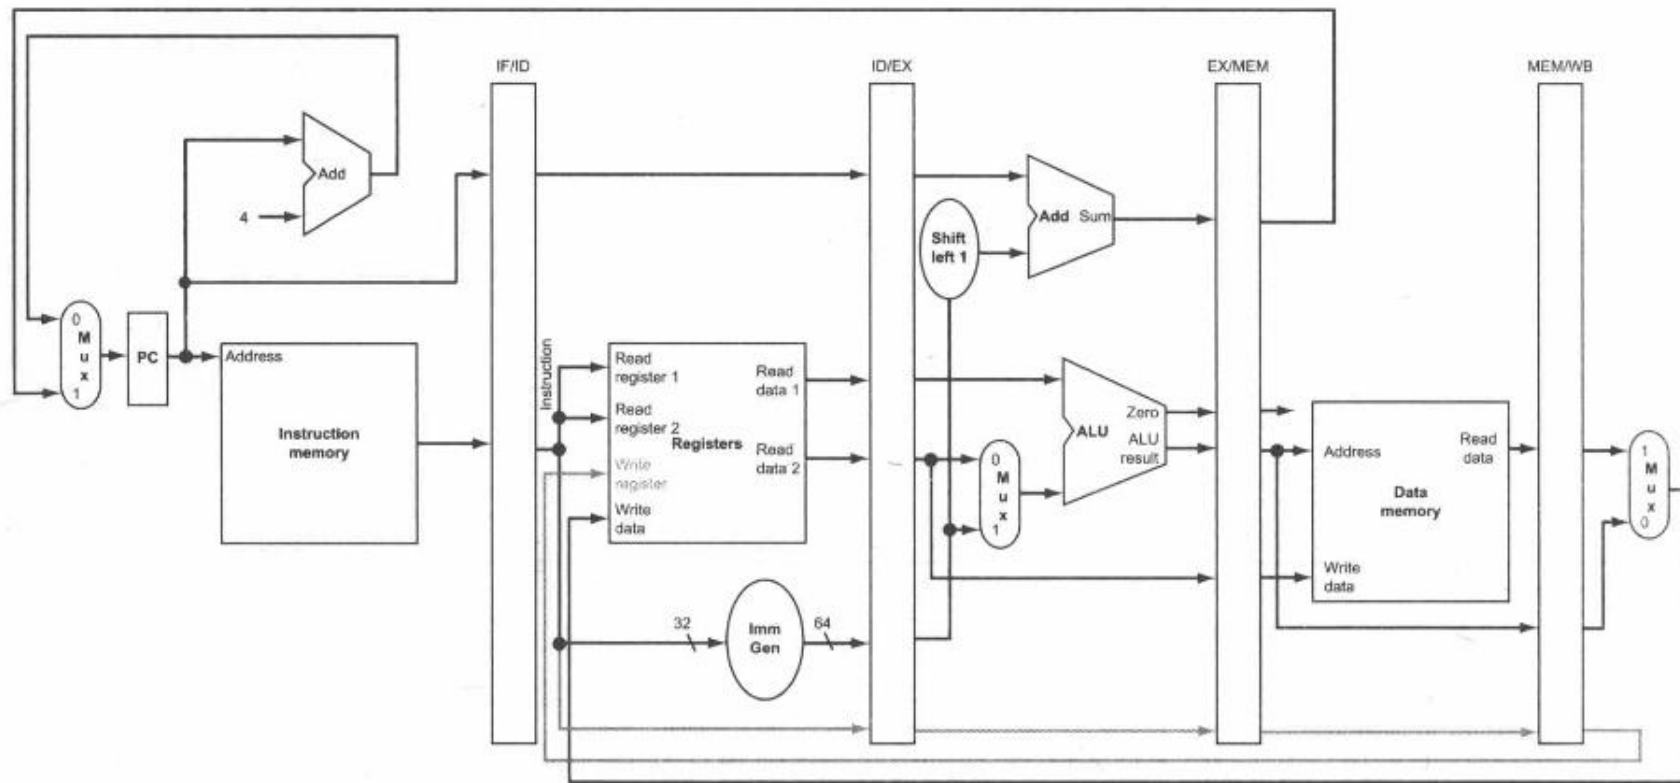 IF/ID
ID/EX
EX/MEM
MEM/WB
Add
4
Add Sum
Shift
left 1
0
M
u
x
1
PC
Address
Instruction
memory
Instruction
Read
register 1
Read
register 2
Write
register
Write
data
Registers
Read
data 1
Read
data 2
0
M
u
x
1
Zero
ALU
ALU
result
Address
Read
data
Data
memory
Write
data
1
M
u
x
0
32
Imm
Gen
64